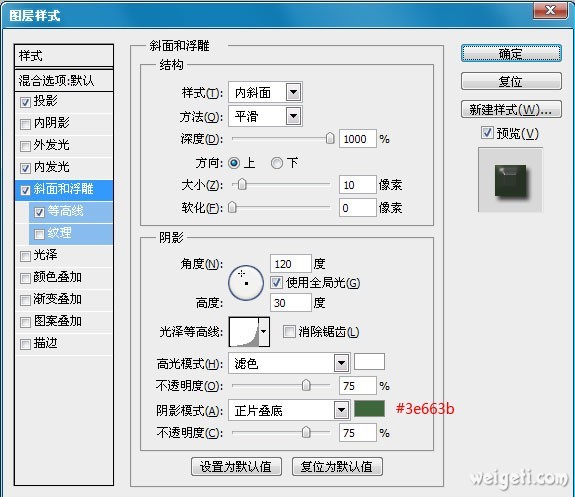 图层样式
样式
混合选项:默认
投影
内阴影
外发光
内发光
斜面和浮雕
等高线
纹理
光泽
颜色叠加
渐变叠加
图案叠加
描边
斜面和浮雕
结构
样式(T): 内斜面
方法(Q): 平滑
深度(D): 1000 %
方向: 上 下
大小(Z): 10 像素
软化(F): 0 像素
阴影
角度(N): 120 度
使用全局光(G)
高度: 30 度
光泽等高线: 消除锯齿(L)
高光模式(H): 滤色
不透明度(O): 75 %
阴影模式(A): 正片叠底 #3e663b
不透明度(C): 75 %
设置为默认值 复位为默认值
确定
复位
新建样式(W)...
预览(V)
weigeti.com